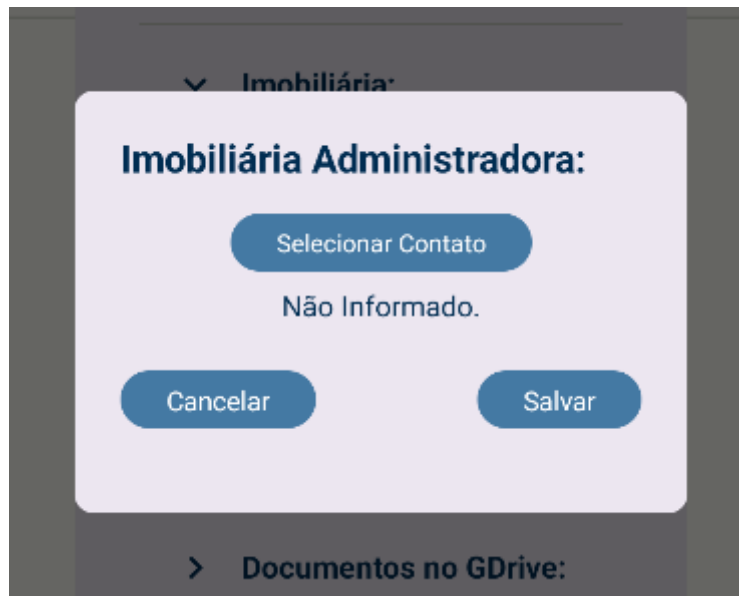 Imobiliária:
Imobiliária Administradora:
Selecionar Contato
Não Informado.
Cancelar
Salvar
Documentos no GDrive: